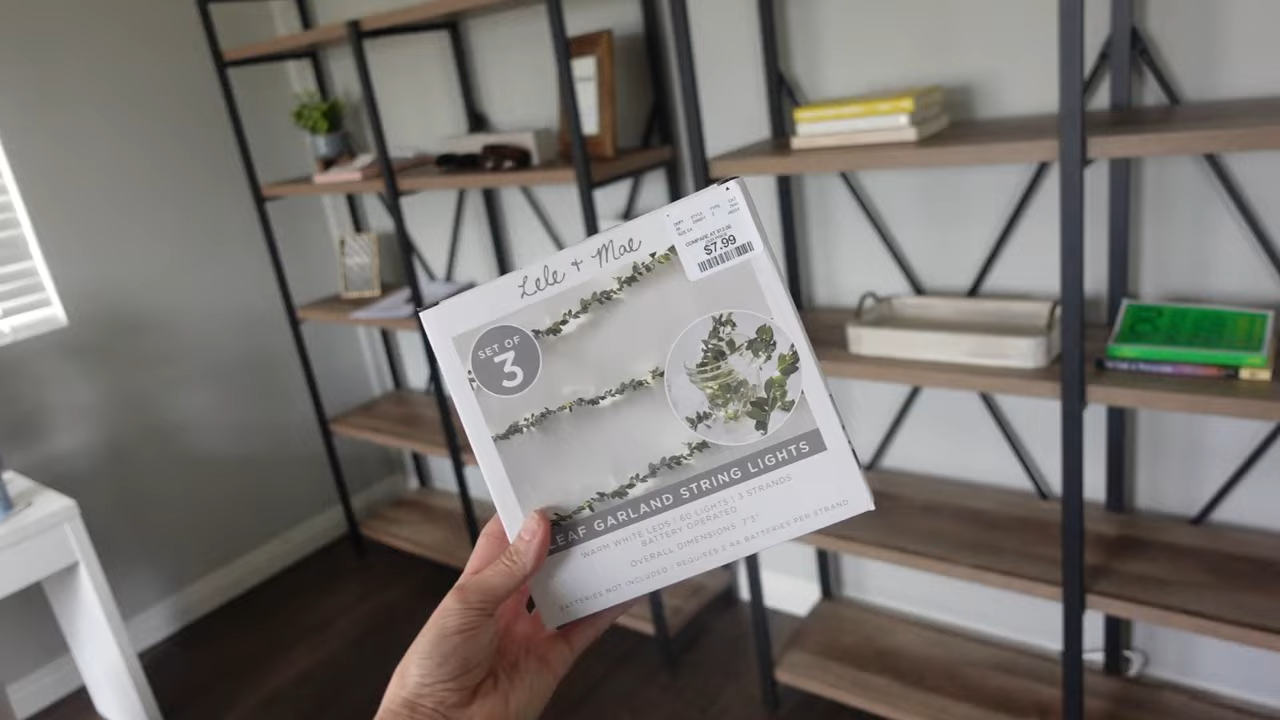 Lele + Mae
COMPARE AT $12.00
$7.99
SET OF
3
LEAF GARLAND STRING LIGHTS
WARM WHITE LEDS | 60 LIGHTS | 3 STRANDS
BATTERY OPERATED
OVERALL DIMENSIONS 7'3"
BATTERIES NOT INCLUDED / REQUIRES 2 AA BATTERIES PER STRAND